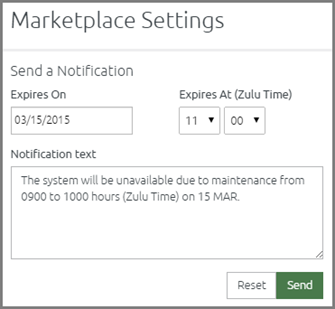 Marketplace Settings
Send a Notification
Expires On Expires At (Zulu Time)
03/15/2015 11 00
Notification text
The system will be unavailable due to maintenance from
0900 to 1000 hours (Zulu Time) on 15 MAR.
Reset Send